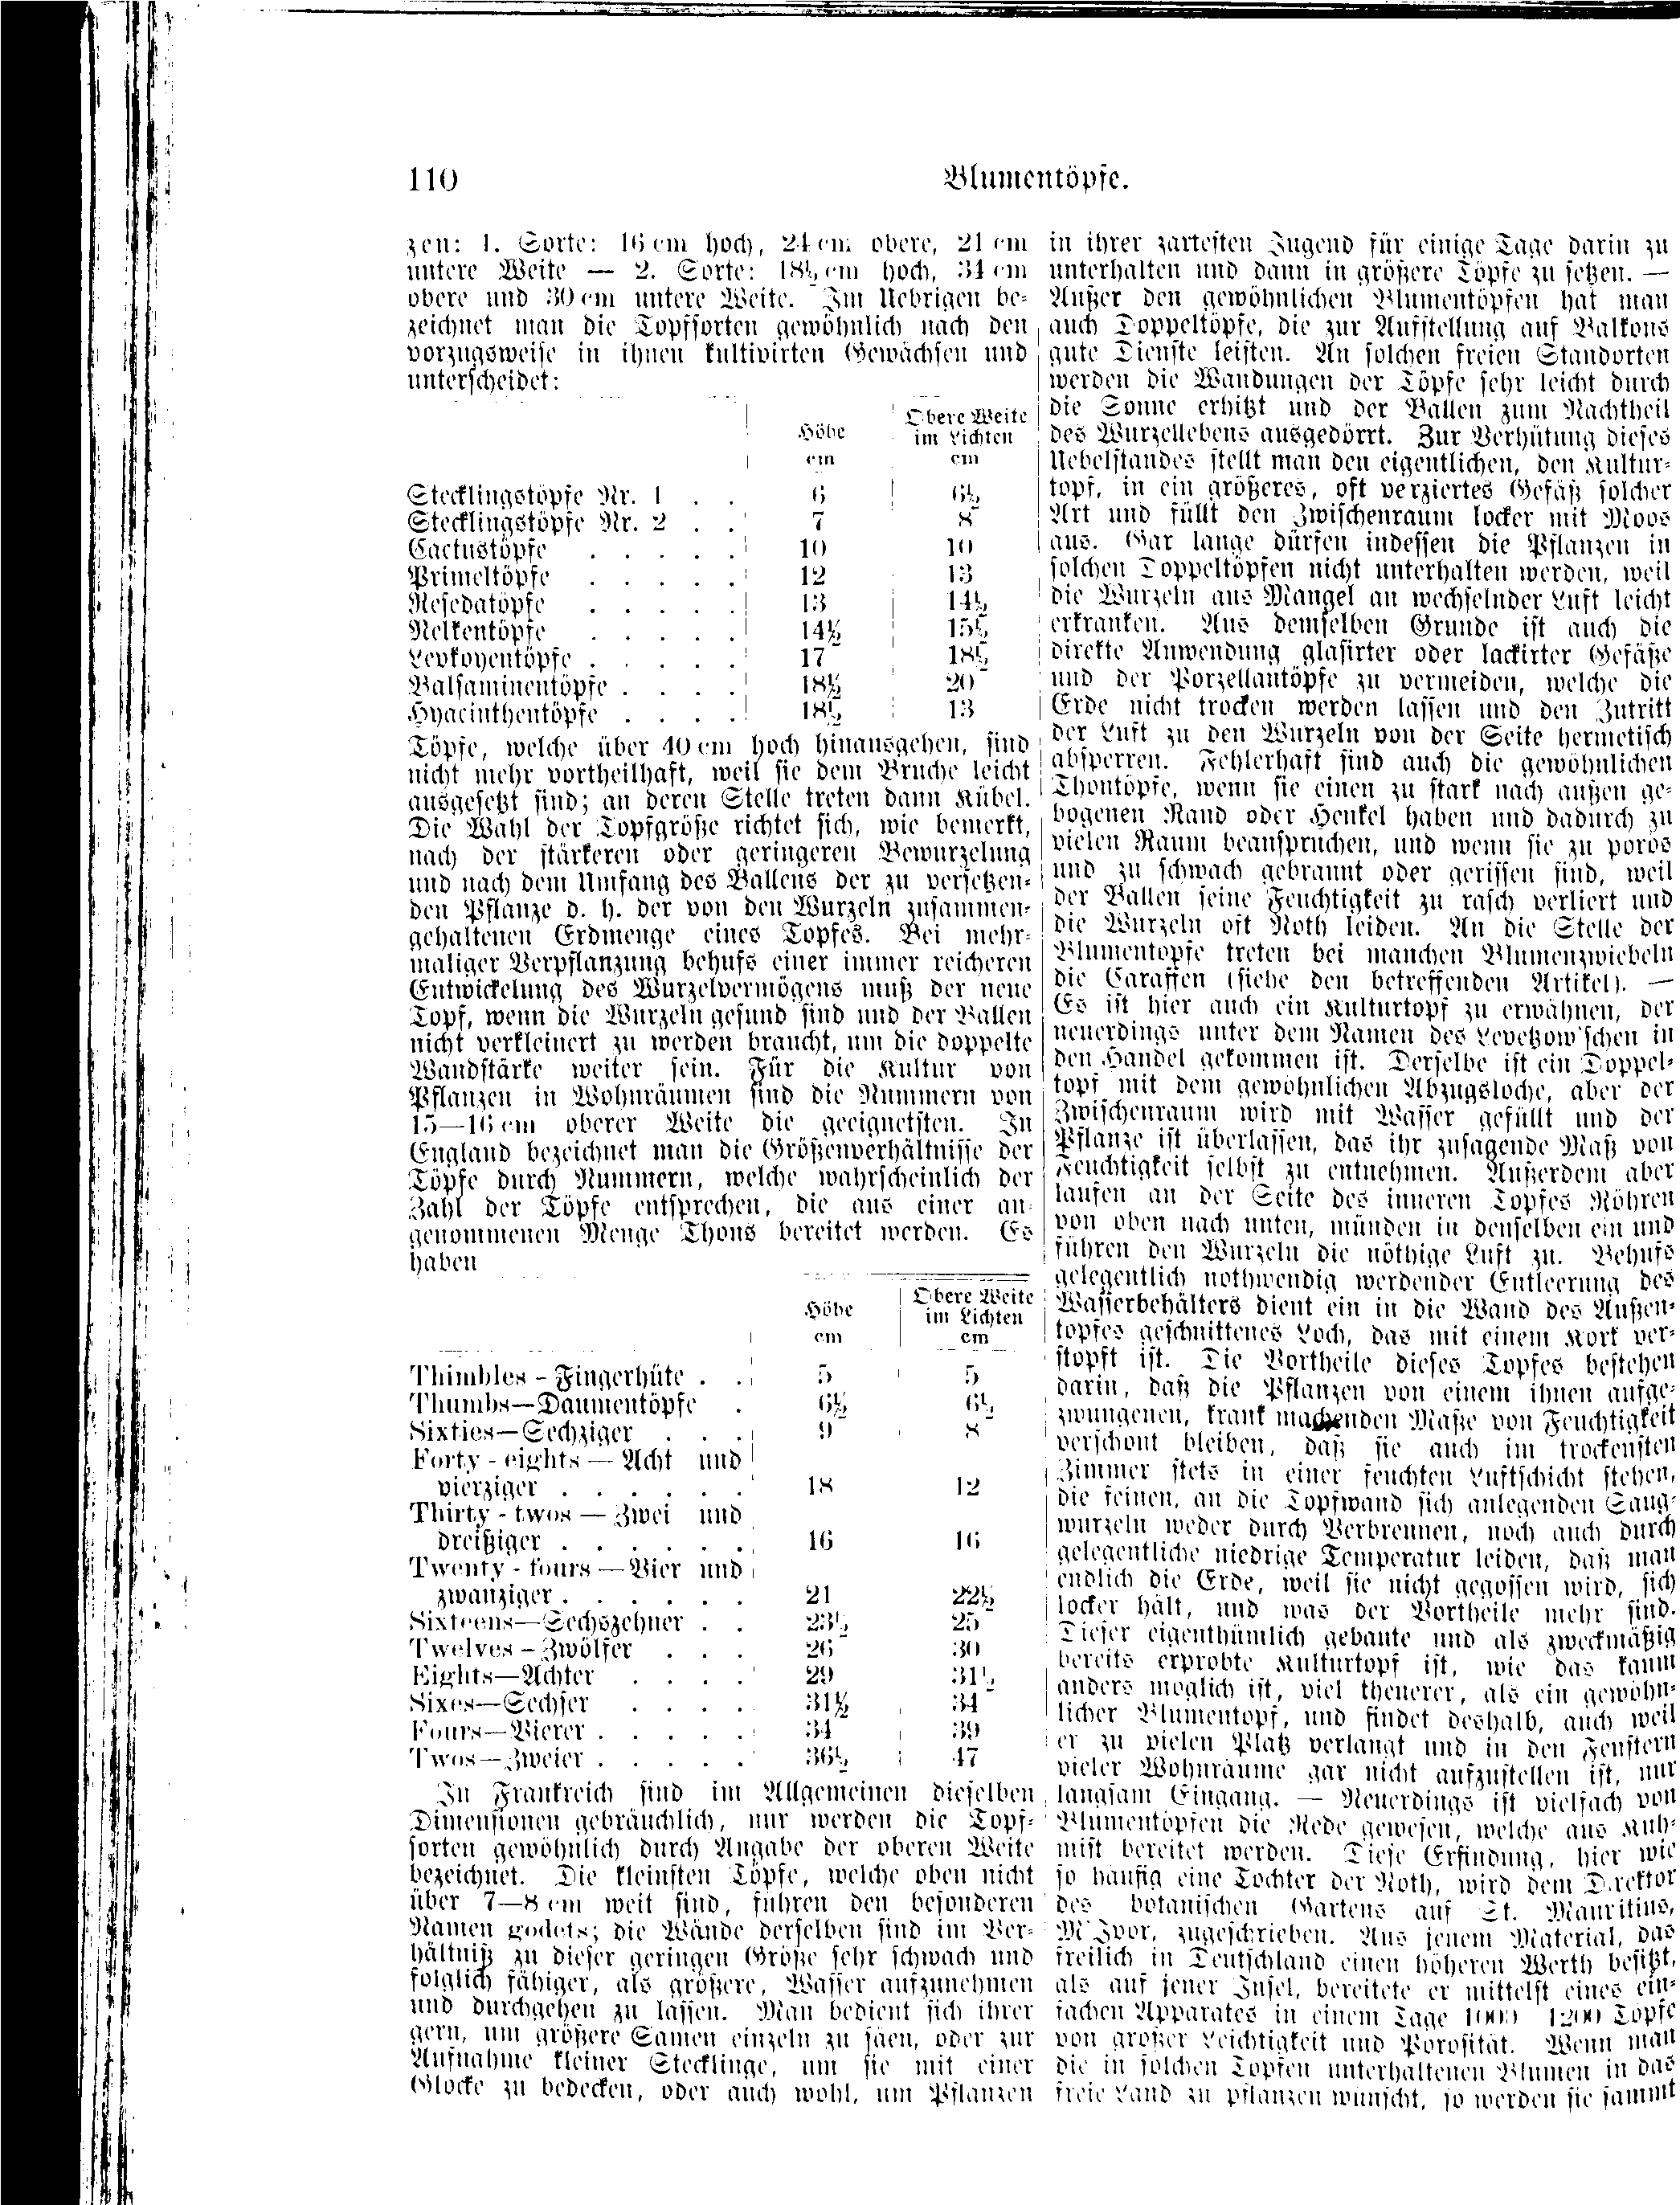 110
Blumentöpfe.
zen: 1. Sorte: 16 cm hoch, 24 cm obere, 21 cm
untere Weite — 2. Sorte: 18½ cm hoch, 34 cm
obere und 30 cm untere Weite. Im Uebrigen be-
zeichnet man die Topfsorten gewöhnlich nach den
vorzugsweise in ihnen kultivirten Gewächsen und
unterscheidet:
Höhe cm Obere Weite im Lichten cm
Stecklingstöpfe Nr. 1 . . 6 6½
Stecklingstöpfe Nr. 2 . . 7 8
Cactustöpfe . . . . . 10 10
Primeltöpfe . . . . . 12 13
Resedatöpfe . . . . . 13 14½
Nelkentöpfe . . . . . 14½ 15½
Levkoyentöpfe . . . . . 17 18½
Balsaminentöpfe . . . . 18½ 20
Hyacinthentöpfe . . . . 18½ 13
Töpfe, welche über 40 cm hoch hinausgehen, sind
nicht mehr vortheilhaft, weil sie dem Bruche leicht
ausgesetzt sind; an deren Stelle treten dann Kübel.
Die Wahl der Topfgröße richtet sich, wie bemerkt,
nach der stärkeren oder geringeren Bewurzelung
und nach dem Umfang des Ballens der zu versetzen-
den Pflanze d. h. der von den Wurzeln zusammen-
gehaltenen Erdmenge eines Topfes. Bei mehr-
maliger Verpflanzung behufs einer immer reicheren
Entwickelung des Wurzelvermögens muß der neue
Topf, wenn die Wurzeln gesund sind und der Ballen
nicht verkleinert zu werden braucht, um die doppelte
Wandstärke weiter sein. Für die Kultur von
Pflanzen in Wohnräumen sind die Nummern von
15—16 cm oberer Weite die geeignetsten. In
England bezeichnet man die Größenverhältnisse der
Töpfe durch Nummern, welche wahrscheinlich der
Zahl der Töpfe entsprechen, die aus einer an-
genommenen Menge Thons bereitet werden. Es
haben
Höhe cm Obere Weite im Lichten cm
Thimbles - Fingerhüte . . 5 5
Thumbs—Daumentöpfe . 6½ 6½
Sixties—Sechziger . . . 9 8
Forty - eights — Acht und
vierziger . . . . . . 18 12
Thirty - twos — Zwei und
dreißiger . . . . . . 16 16
Twenty - fours — Vier und
zwanziger . . . . . . 21 22½
Sixteens—Sechszehner . . 23½ 25
Twelves - Zwölfer . . . 26 30
Eights—Achter . . . . 29 31½
Sixes—Sechser . . . . 31½ 34
Fours—Vierer . . . . . 34 39
Twos—Zweier . . . . . 36½ 47
In Frankreich sind im Allgemeinen dieselben
Dimensionen gebräuchlich, nur werden die Topf-
sorten gewöhnlich durch Angabe der oberen Weite
bezeichnet. Die kleinsten Töpfe, welche oben nicht
über 7—8 cm weit sind, führen den besonderen
Namen godets; die Wände derselben sind im Ver-
hältniß zu dieser geringen Größe sehr schwach und
folglich fähiger, als größere, Wasser aufzunehmen
und durchgehen zu lassen. Man bedient sich ihrer
gern, um größere Samen einzeln zu säen, oder zur
Aufnahme kleiner Stecklinge, um sie mit einer
Glocke zu bedecken, oder auch wohl, um Pflanzen
in ihrer zartesten Jugend für einige Tage darin zu
unterhalten und dann in größere Töpfe zu setzen. —
Außer den gewöhnlichen Blumentöpfen hat man
auch Doppeltöpfe, die zur Aufstellung auf Balkons
gute Dienste leisten. An solchen freien Standorten
werden die Wandungen der Töpfe sehr leicht durch
die Sonne erhitzt und der Ballen zum Nachtheil
des Wurzellebens ausgedörrt. Zur Verhütung dieses
Uebelstandes stellt man den eigentlichen, den Kultur-
topf, in ein größeres, oft verziertes Gefäß solcher
Art und füllt den Zwischenraum locker mit Moos
aus. Gar lange dürfen indessen die Pflanzen in
solchen Doppeltöpfen nicht unterhalten werden, weil
die Wurzeln aus Mangel an wechselnder Luft leicht
erkranken. Aus demselben Grunde ist auch die
direkte Anwendung glasirter oder lackirter Gefäße
und der Porzellantöpfe zu vermeiden, welche die
Erde nicht trocken werden lassen und den Zutritt
der Luft zu den Wurzeln von der Seite hermetisch
absperren. Fehlerhaft sind auch die gewöhnlichen
Thontöpfe, wenn sie einen zu stark nach außen ge-
bogenen Rand oder Henkel haben und dadurch zu
vielen Raum beanspruchen, und wenn sie zu porös
und zu schwach gebrannt oder gerissen sind, weil
der Ballen seine Feuchtigkeit zu rasch verliert und
die Wurzeln oft Noth leiden. An die Stelle der
Blumentöpfe treten bei manchen Blumenzwiebeln
die Caraffen (siehe den betreffenden Artikel). —
Es ist hier auch ein Kulturtopf zu erwähnen, der
neuerdings unter dem Namen des Levetzow'schen in
den Handel gekommen ist. Derselbe ist ein Doppel-
topf mit dem gewöhnlichen Abzugsloche, aber der
Zwischenraum wird mit Wasser gefüllt und der
Pflanze ist überlassen, das ihr zusagende Maß von
Feuchtigkeit selbst zu entnehmen. Außerdem aber
laufen an der Seite des inneren Topfes Röhren
von oben nach unten, münden in denselben ein und
führen den Wurzeln die nöthige Luft zu. Behufs
gelegentlich nothwendig werdender Entleerung des
Wasserbehälters dient ein in die Wand des Außen-
topfes geschnittenes Loch, das mit einem Kork ver-
stopft ist. Die Vortheile dieses Topfes bestehen
darin, daß die Pflanzen von einem ihnen aufge-
zwungenen, krank machenden Maße von Feuchtigkeit
verschont bleiben, daß sie auch im trockensten
Zimmer stets in einer feuchten Luftschicht stehen,
die feinen, an die Topfwand sich anlegenden Saug-
wurzeln weder durch Verbrennen, noch auch durch
gelegentliche niedrige Temperatur leiden, daß man
endlich die Erde, weil sie nicht gegossen wird, sich
locker hält, und was der Vortheile mehr sind.
Dieser eigenthümlich gebaute und als zweckmäßig
bereits erprobte Kulturtopf ist, wie das kaum
anders möglich ist, viel theuerer, als ein gewöhn-
licher Blumentopf, und findet deshalb, auch weil
er zu vielen Platz verlangt und in den Fenstern
vieler Wohnräume gar nicht aufzustellen ist, nur
langsam Eingang. — Neuerdings ist vielfach von
Blumentöpfen die Rede gewesen, welche aus Kuh-
mist bereitet werden. Diese Erfindung, hier wie
so häufig eine Tochter der Noth, wird dem Direktor
des botanischen Gartens auf St. Mauritius,
M'Ivor, zugeschrieben. Aus jenem Material, das
freilich in Deutschland einen höheren Werth besitzt,
als auf jener Insel, bereitete er mittelst eines ein-
fachen Apparates in einem Tage 1000 1200 Töpfe
von großer Leichtigkeit und Porosität. Wenn man
die in solchen Töpfen unterhaltenen Blumen in das
freie Land zu pflanzen wünscht, so werden sie sammt